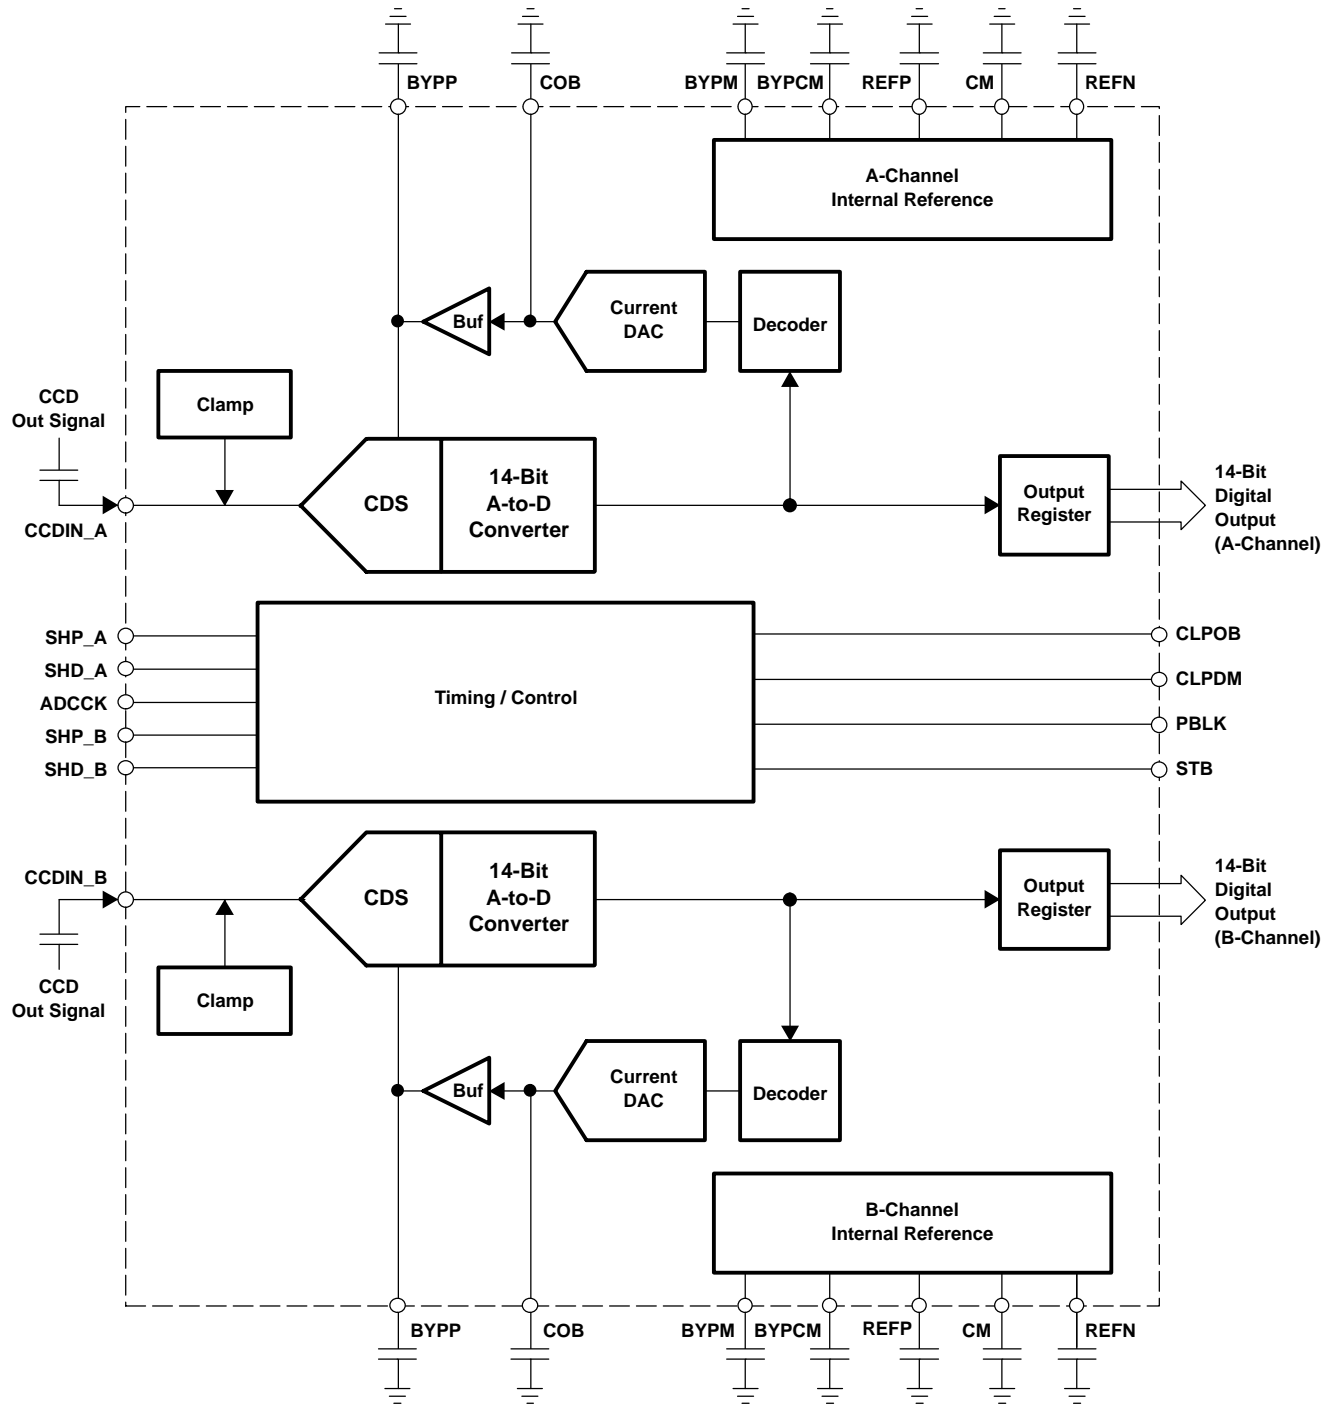 BYPP
COB
BYPM
BYPCM
REFP
CM
REFN
A-Channel
Internal Reference
Buf
Current
DAC
Decoder
CCD
Out Signal
Clamp
CCDIN_A
CDS
14-Bit
A-to-D
Converter
Output
Register
14-Bit
Digital
Output
(A-Channel)
SHP_A
SHD_A
ADCCK
SHP_B
SHD_B
Timing / Control
CLPOB
CLPDM
PBLK
STB
CCDIN_B
CCD
Out Signal
Clamp
CDS
14-Bit
A-to-D
Converter
Output
Register
14-Bit
Digital
Output
(B-Channel)
Buf
Current
DAC
Decoder
B-Channel
Internal Reference
BYPP
COB
BYPM
BYPCM
REFP
CM
REFN